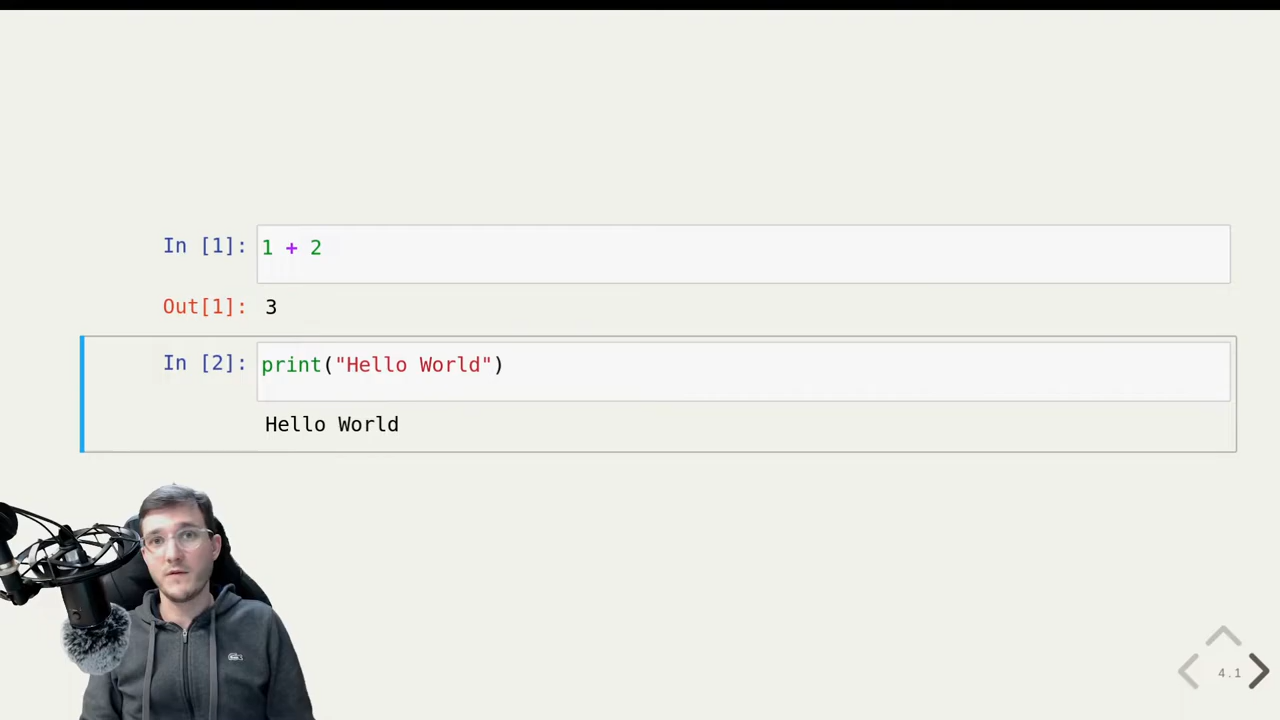 In [1]: 1 + 2
Out[1]: 3
In [2]: print("Hello World")
Hello World
4.1